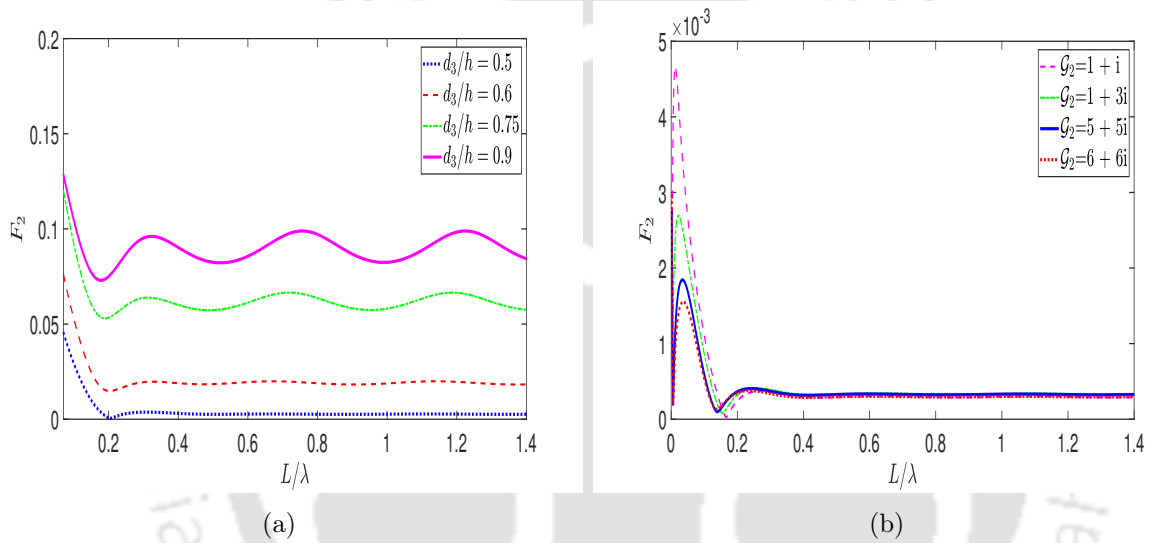 0.2
0.15
0.1
0.05
0
F₂
0.2 0.4 0.6 0.8 1 1.2 1.4
L/λ
d₃/h = 0.5
d₃/h = 0.6
d₃/h = 0.75
d₃/h = 0.9
(a)
×10⁻³
5
4
3
2
1
0
F₂
0 0.2 0.4 0.6 0.8 1 1.2 1.4
L/λ
𝒢₂=1 + i
𝒢₂=1 + 3i
𝒢₂=5 + 5i
𝒢₂=6 + 6i
(b)